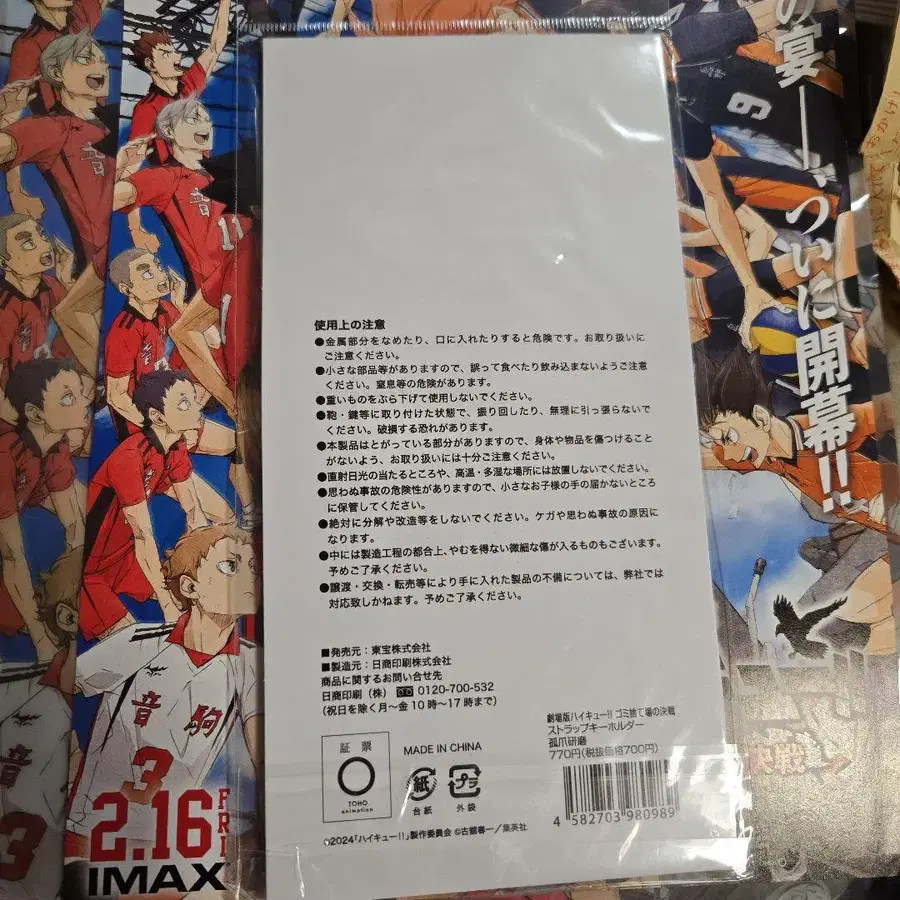 の宴――、ついに開幕!!
9
音
11
音駒
3
音
3
2.16 FRI
IMAX
使用上の注意
●金属部分をなめたり、口に入れたりすると危険です。お取り扱いに
ご注意ください。
●小さな部品等がありますので、誤って食べたり飲み込まないようご注意
ください。窒息等の危険があります。
●重いものをぶら下げて使用しないでください。
●鞄・鍵等に取り付けた状態で、振り回したり、無理に引っ張らないで
ください。破損する恐れがあります。
●本製品はとがっている部分がありますので、身体や物品を傷つけること
がないよう、お取り扱いには十分ご注意ください。
●直射日光の当たるところや、高温・多湿な場所には放置しないでください。
●思わぬ事故の危険性がありますので、小さなお子様の手の届かないところ
に保管してください。
●絶対に分解や改造等をしないでください。ケガや思わぬ事故の原因に
なります。
●中には製造工程の都合上、やむを得ない微細な傷が入るものもございます。
予めご了承ください。
●譲渡・交換・転売等により手に入れた製品の不備については、弊社では
対応致しかねます。予めご了承ください。
■発売元：東宝株式会社
■製造元：日商印刷株式会社
商品に関するお問い合せ先
日商印刷（株） 0120-700-532
(祝日を除く月～金10時～17時まで)
劇場版ハイキュー!! ゴミ捨て場の決戦
ストラップキーホルダー
孤爪研磨
770円(税抜価格700円)
証票
TOHO
animation
MADE IN CHINA
紙
台紙
プラ
外袋
4 582703 980989
©2024「ハイキュー!!」製作委員会 ©古舘春一／集英社
決戦